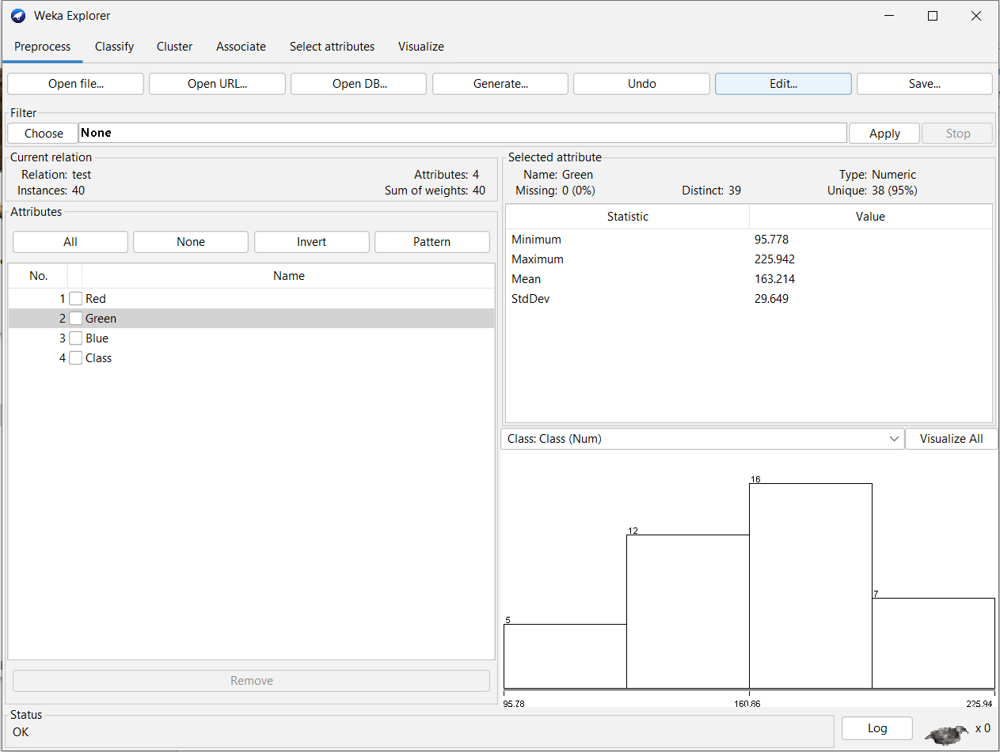 Weka Explorer
Preprocess Classify Cluster Associate Select attributes Visualize
Open file... Open URL... Open DB... Generate... Undo Edit... Save...
Filter
Choose None Apply Stop
Current relation
Relation: test Attributes: 4
Instances: 40 Sum of weights: 40
Attributes
All None Invert Pattern
No. Name
1 Red
2 Green
3 Blue
4 Class
Remove
Selected attribute
Name: Green Type: Numeric
Missing: 0 (0%) Distinct: 39 Unique: 38 (95%)
Statistic Value
Minimum 95.778
Maximum 225.942
Mean 163.214
StdDev 29.649
Class: Class (Num) Visualize All
16
12
7
5
95.78 160.86 225.94
Status
OK
Log x 0